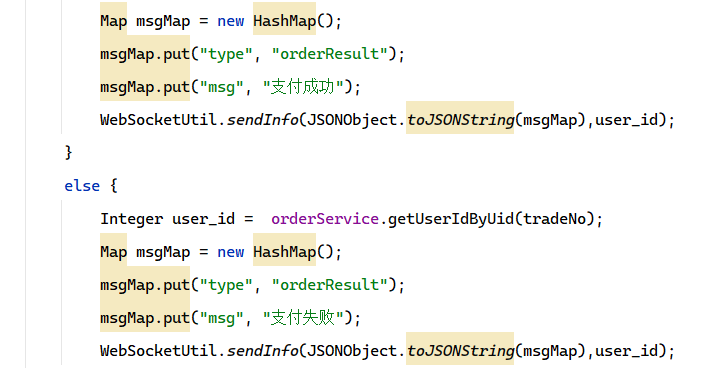 Map msgMap = new HashMap();
msgMap.put("type", "orderResult");
msgMap.put("msg", "支付成功");
WebSocketUtil.sendInfo(JSONObject.toJSONString(msgMap),user_id);
}
else {
Integer user_id =  orderService.getUserIdByUid(tradeNo);
Map msgMap = new HashMap();
msgMap.put("type", "orderResult");
msgMap.put("msg", "支付失败");
WebSocketUtil.sendInfo(JSONObject.toJSONString(msgMap),user_id);